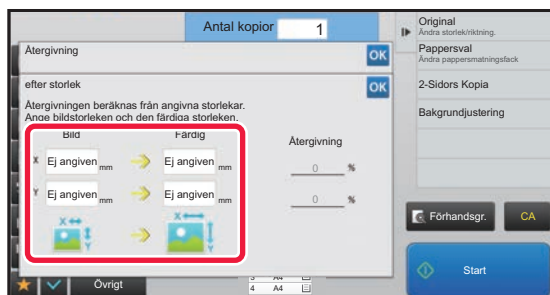 Antal kopior 1
Original
Ändra storlek/riktning.
Pappersval
Ändra pappersmatningsfack
2-Sidors Kopia
Bakgrundjustering
Återgivning
OK
efter storlek
OK
Återgivningen beräknas från angivna storlekar.
Ange bildstorleken och den färdiga storleken.
Bild Färdig
Återgivning
X Ej angiven mm Ej angiven mm 0 %
Y Ej angiven mm Ej angiven mm 0 %
X Y X Y
Förhandsgr. CA
Start
Övrigt
3 A4
4 A4